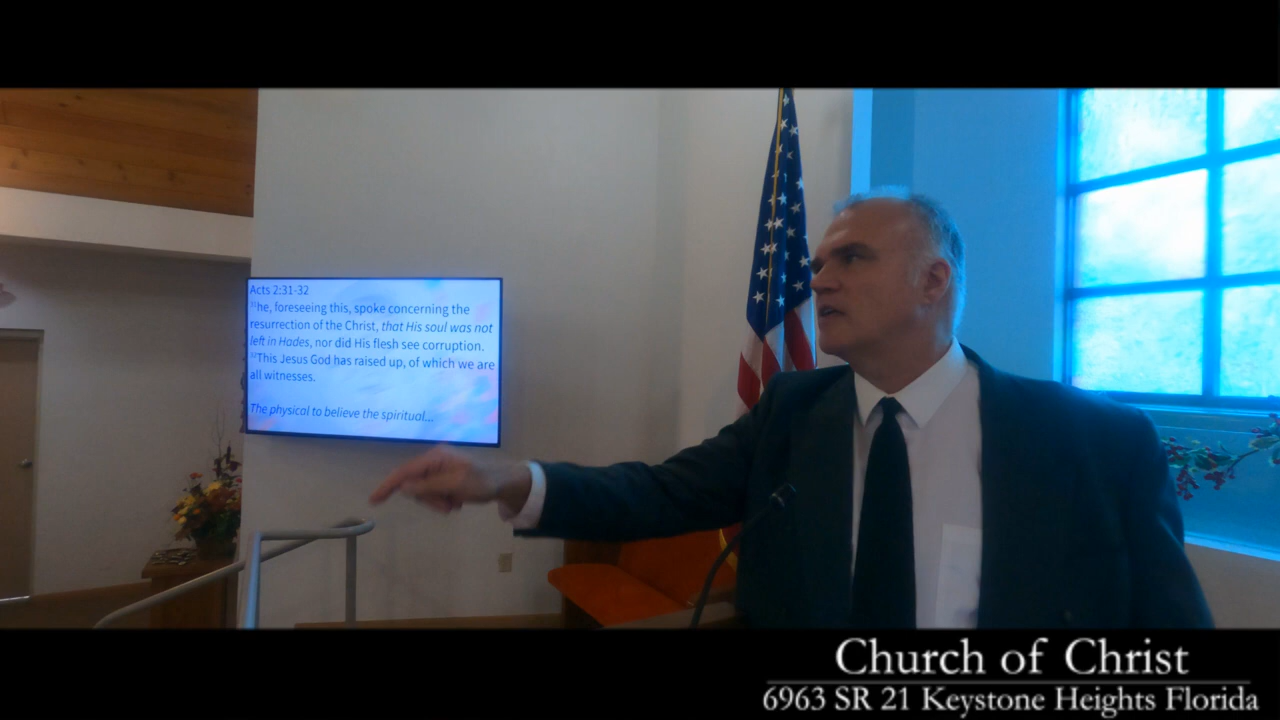 Acts 2:31-32
³¹he, foreseeing this, spoke concerning the
resurrection of the Christ, that His soul was not
left in Hades, nor did His flesh see corruption.
³²This Jesus God has raised up, of which we are
all witnesses.
The physical to believe the spiritual...
Church of Christ
6963 SR 21 Keystone Heights Florida